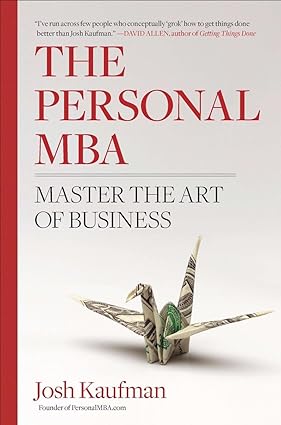 “I’ve run across few people who conceptually ‘grok’ how to get things done
better than Josh Kaufman.” —DAVID ALLEN, author of Getting Things Done
THE
PERSONAL
MBA
MASTER THE ART
OF BUSINESS
Josh Kaufman
Founder of PersonalMBA.com